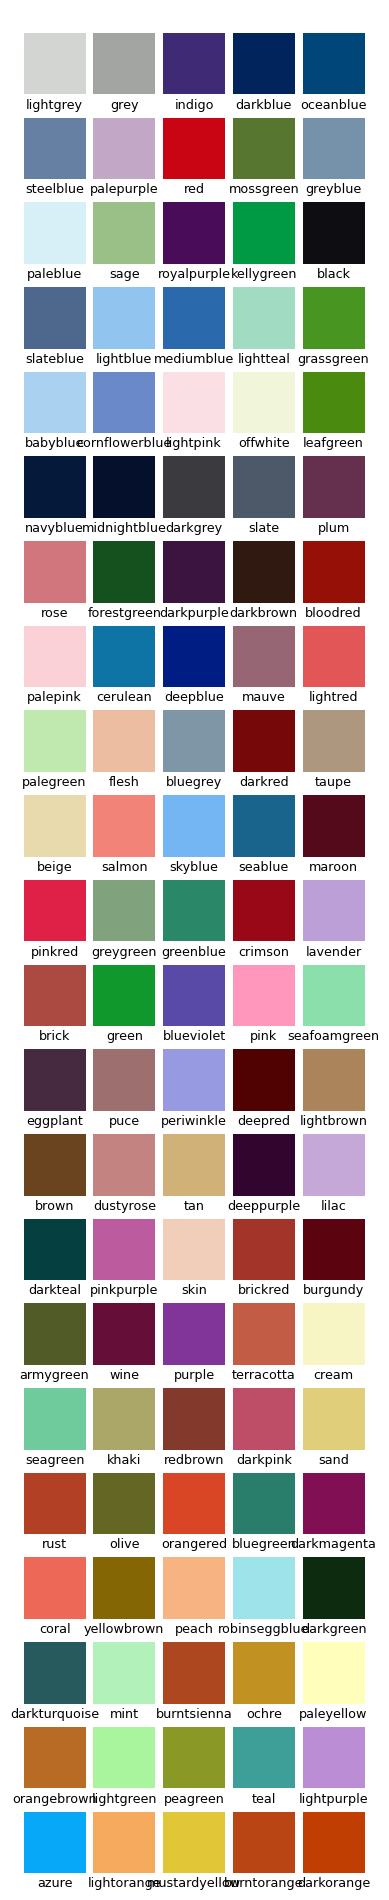 lightgrey grey indigo darkblue oceanblue
steelblue palepurple red mossgreen greyblue
paleblue sage royalpurple kellygreen black
slateblue lightblue mediumblue lightteal grassgreen
babyblue cornflowerblue lightpink offwhite leafgreen
navyblue midnightblue darkgrey slate plum
rose forestgreen darkpurple darkbrown bloodred
palepink cerulean deepblue mauve lightred
palegreen flesh bluegrey darkred taupe
beige salmon skyblue seablue maroon
pinkred greygreen greenblue crimson lavender
brick green blueviolet pink seafoamgreen
eggplant puce periwinkle deepred lightbrown
brown dustyrose tan deeppurple lilac
darkteal pinkpurple skin brickred burgundy
armygreen wine purple terracotta cream
seagreen khaki redbrown darkpink sand
rust olive orangered bluegreen darkmagenta
coral yellowbrown peach robinseggblue darkgreen
darkturquoise mint burntsienna ochre paleyellow
orangebrown lightgreen peagreen teal lightpurple
azure lightorange mustardyellow burntorange darkorange